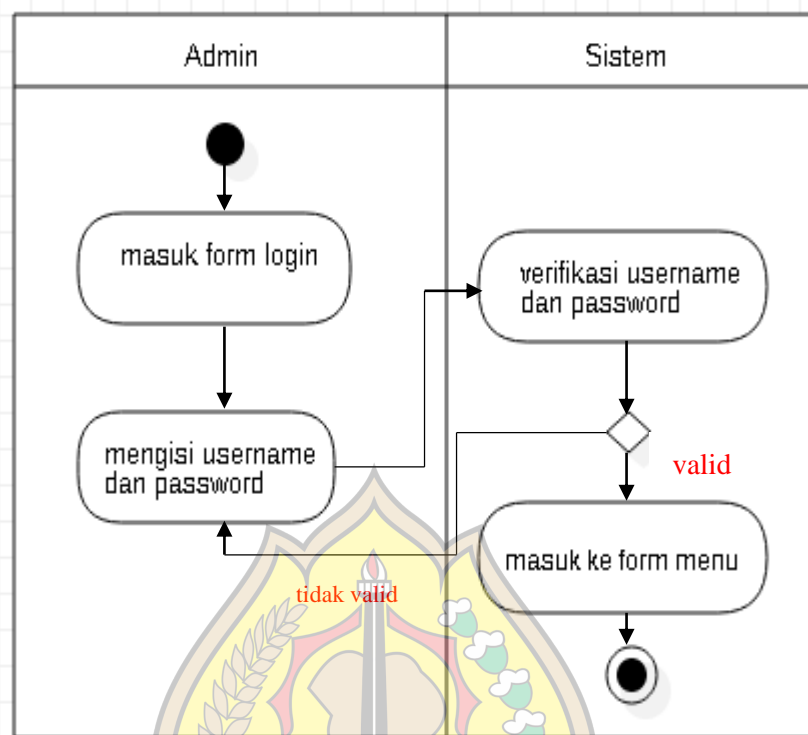 Admin
Sistem
masuk form login
verifikasi username
dan password
mengisi username
dan password
valid
masuk ke form menu
tidak valid